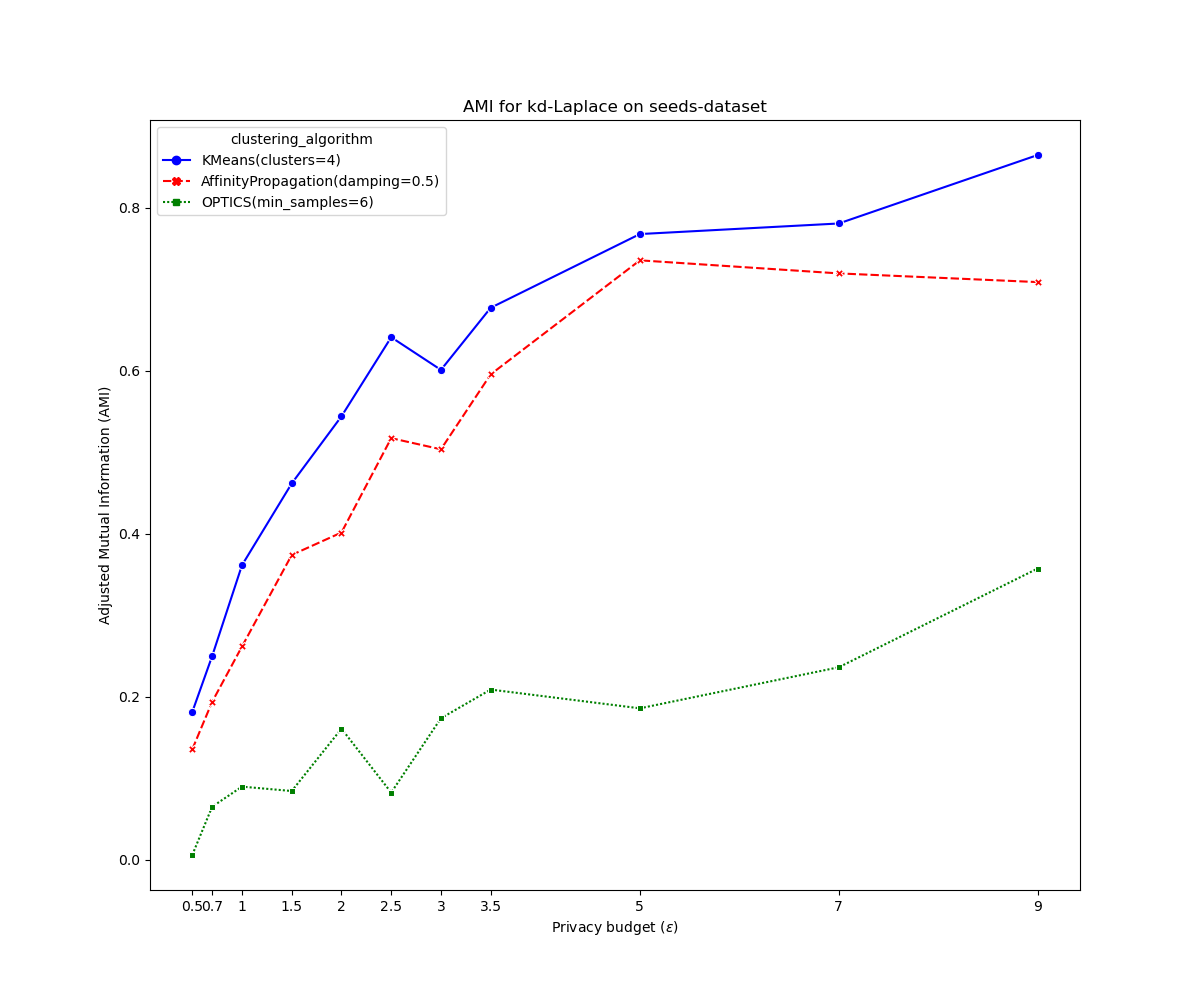 AMI for kd-Laplace on seeds-dataset
clustering_algorithm
KMeans(clusters=4)
AffinityPropagation(damping=0.5)
OPTICS(min_samples=6)
Adjusted Mutual Information (AMI)
0.8
0.6
0.4
0.2
0.0
0.5 0.7 1 1.5 2 2.5 3 3.5 5 7 9
Privacy budget (ε)